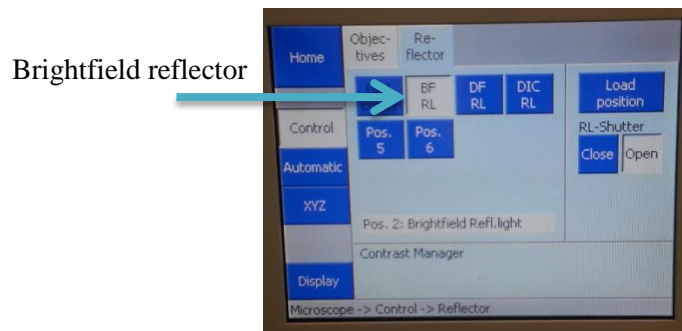 Brightfield reflector
Home
Objec-
tives
Re-
flector
BF
RL
DF
RL
DIC
RL
Load
position
Control
Pos.
5
Pos.
6
RL-Shutter
Close
Open
Automatic
XYZ
Pos. 2: Brightfield Refl.light
Contrast Manager
Display
Microscope -> Control -> Reflector